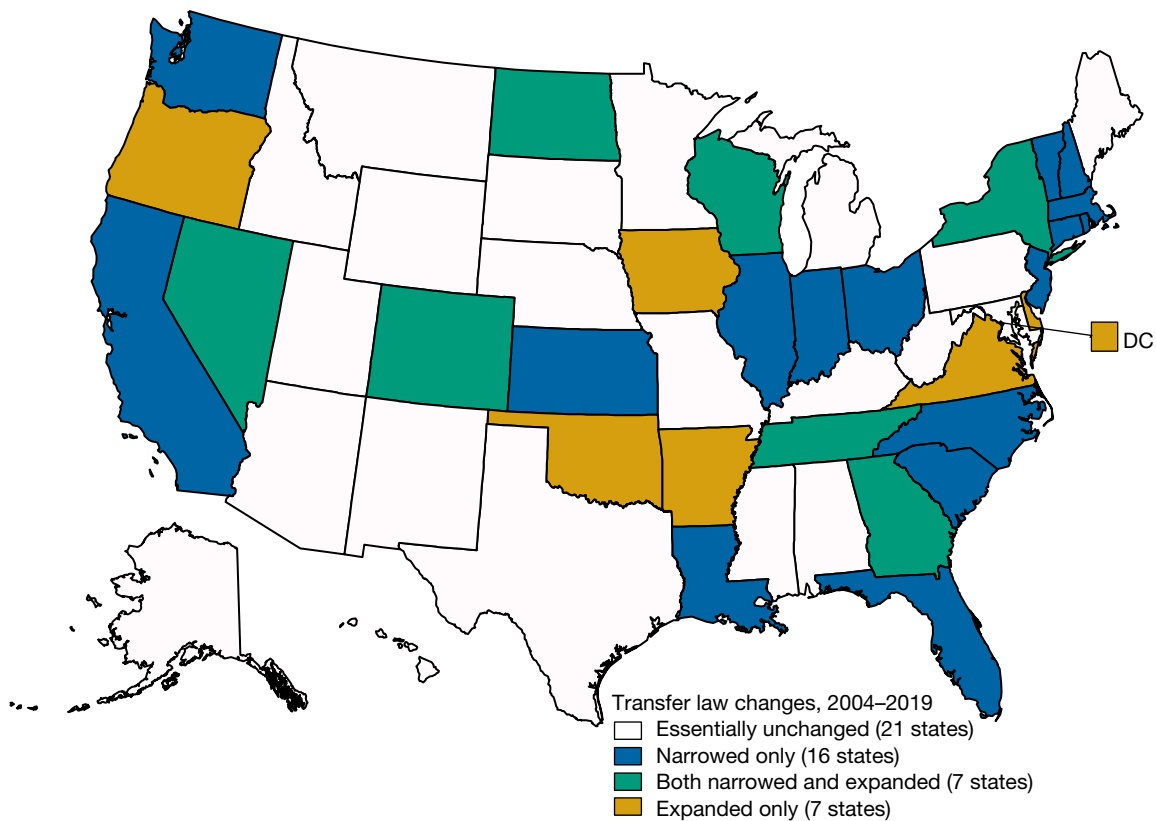 DC
Transfer law changes, 2004–2019
Essentially unchanged (21 states)
Narrowed only (16 states)
Both narrowed and expanded (7 states)
Expanded only (7 states)